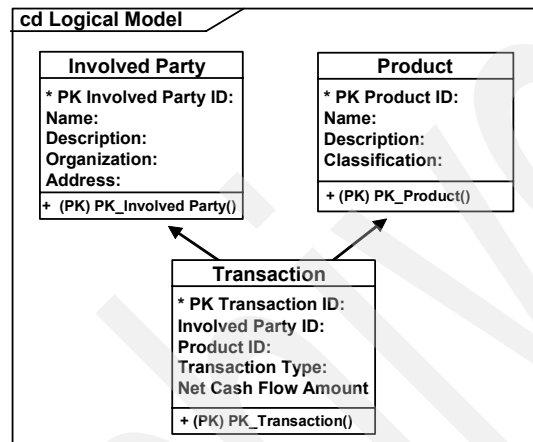 cd Logical Model
Involved Party
* PK Involved Party ID:
Name:
Description:
Organization:
Address:
+ (PK) PK_Involved Party()
Product
* PK Product ID:
Name:
Description:
Classification:
+ (PK) PK_Product()
Transaction
* PK Transaction ID:
Involved Party ID:
Product ID:
Transaction Type:
Net Cash Flow Amount
+ (PK) PK_Transaction()